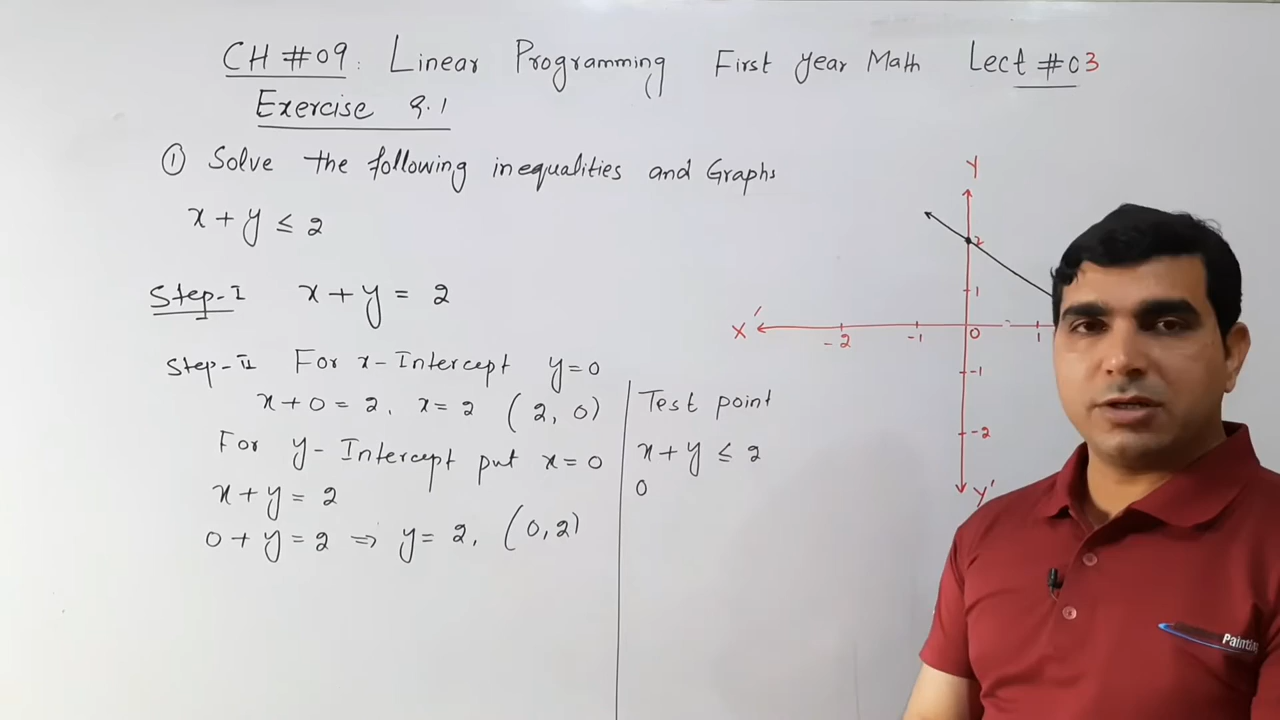 CH #09: Linear Programming First year Math Lect #03
Exercise 9.1
① Solve the following inequalities and Graphs
x + y ≤ 2
Step-I x + y = 2
Step-II For x-Intercept y=0
x + 0 = 2, x = 2 (2, 0)
For y-Intercept put x = 0
x + y = 2
0 + y = 2 ⇒ y = 2, (0,2)
Test point
x + y ≤ 2
0
Y
2
1
X′ -2 -1 0 1
-1
-2
Y′
Painting